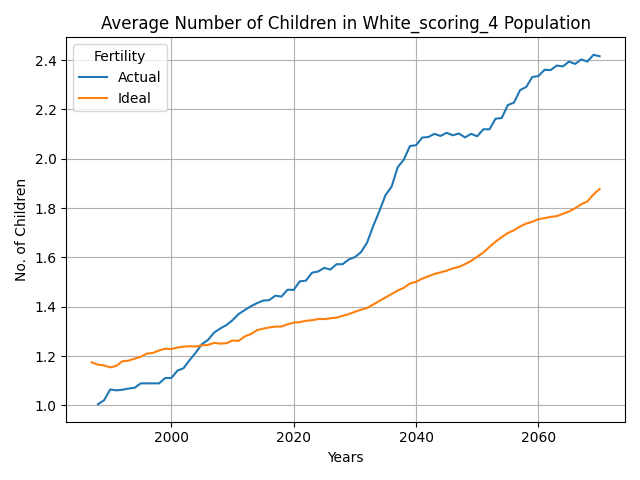 Average Number of Children in White_scoring_4 Population
Fertility
Actual
Ideal
No. of Children
2.4
2.2
2.0
1.8
1.6
1.4
1.2
1.0
2000 2020 2040 2060
Years